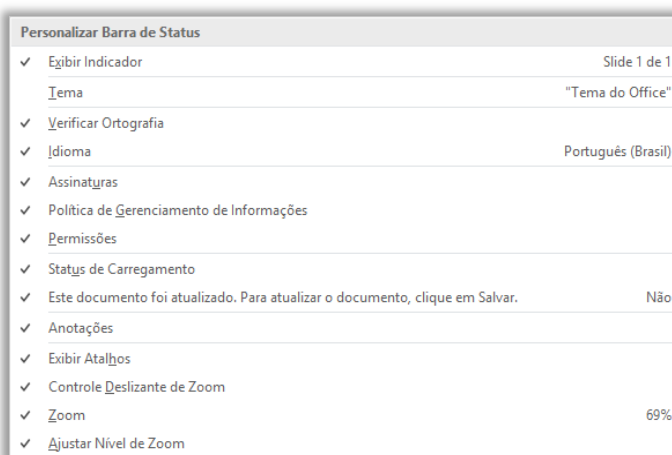 Personalizar Barra de Status
Exibir Indicador Slide 1 de 1
Tema "Tema do Office"
Verificar Ortografia
Idioma Português (Brasil)
Assinaturas
Política de Gerenciamento de Informações
Permissões
Status de Carregamento
Este documento foi atualizado. Para atualizar o documento, clique em Salvar. Não
Anotações
Exibir Atalhos
Controle Deslizante de Zoom
Zoom 69%
Ajustar Nível de Zoom